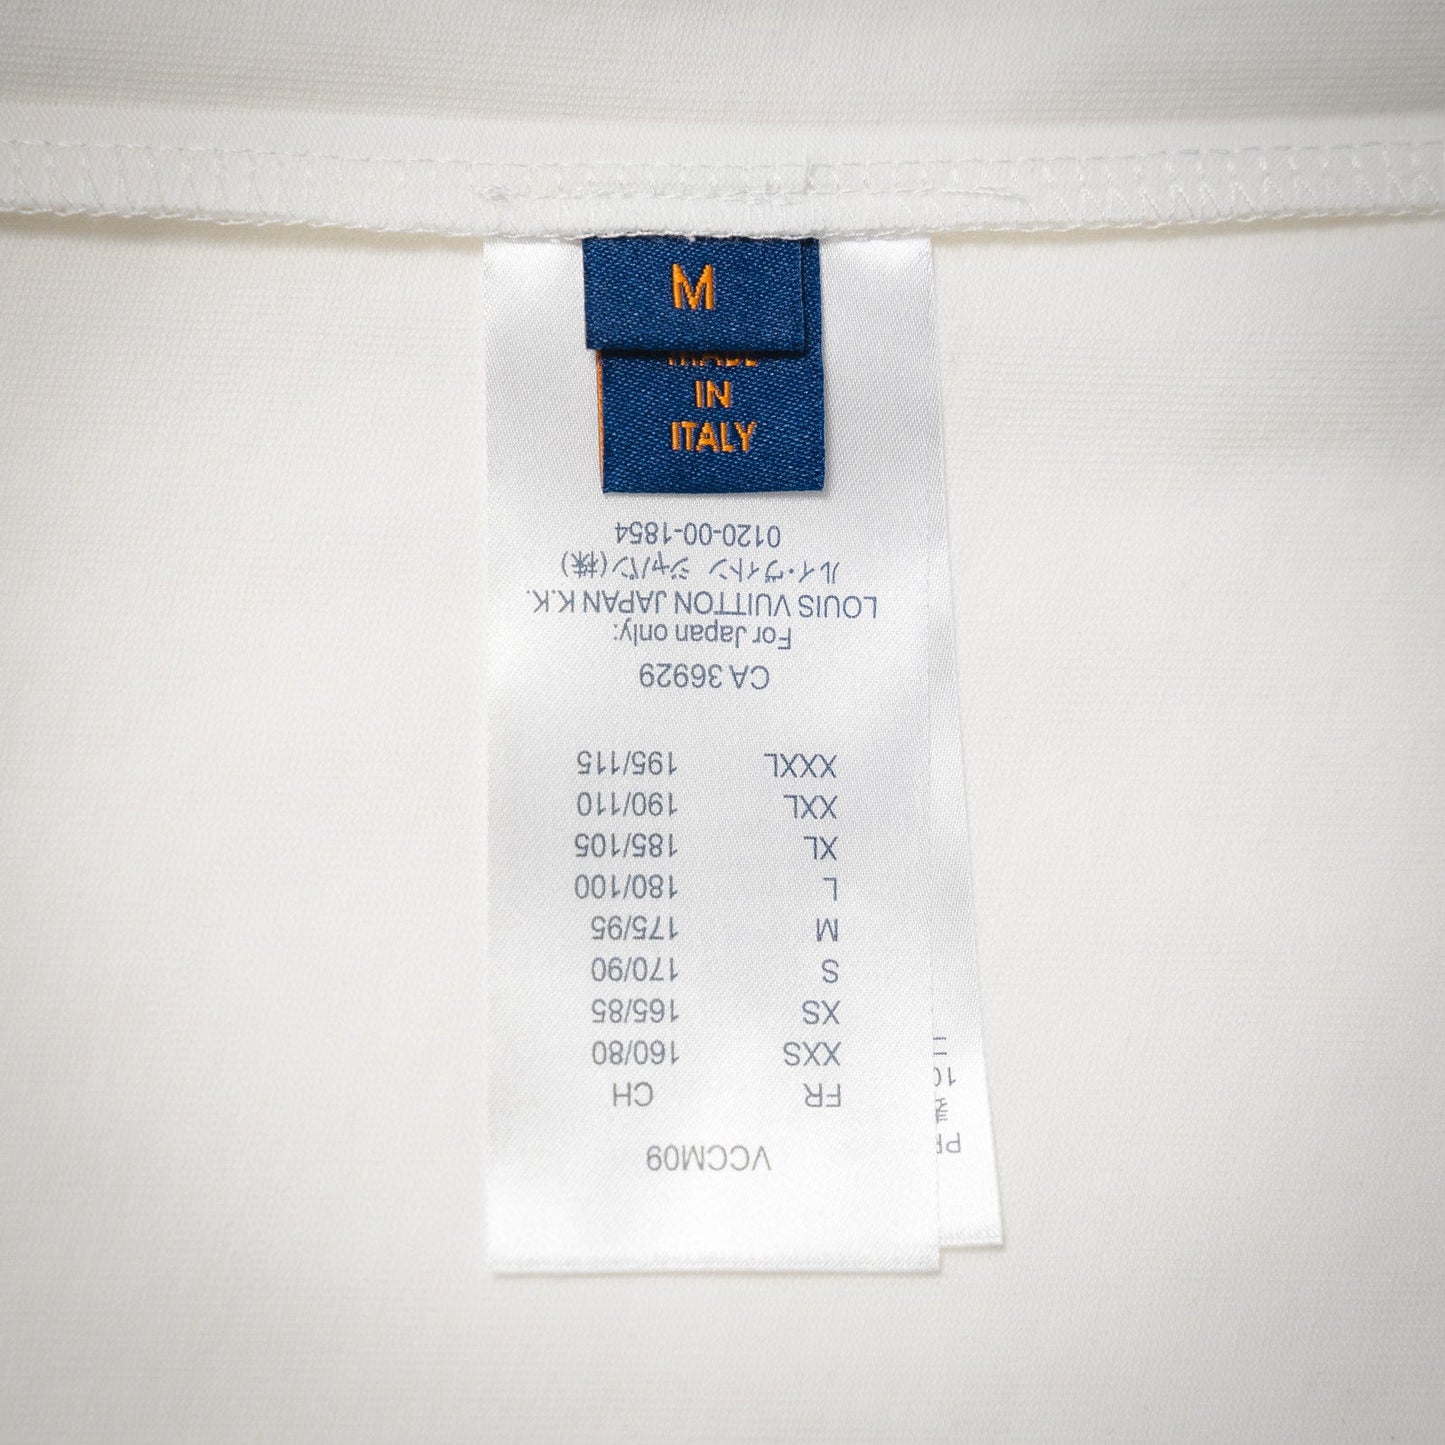 M
MADE
IN
ITALY
VCCM09
FR CH
XXS 160/80
XS 165/85
S 170/90
M 175/95
L 180/100
XL 185/105
XXL 190/110
XXXL 195/115
CA 36929
For Japan only:
LOUIS VUITTON JAPAN K.K.
ルイ・ヴィトン ジャパン(株)
0120-00-1854